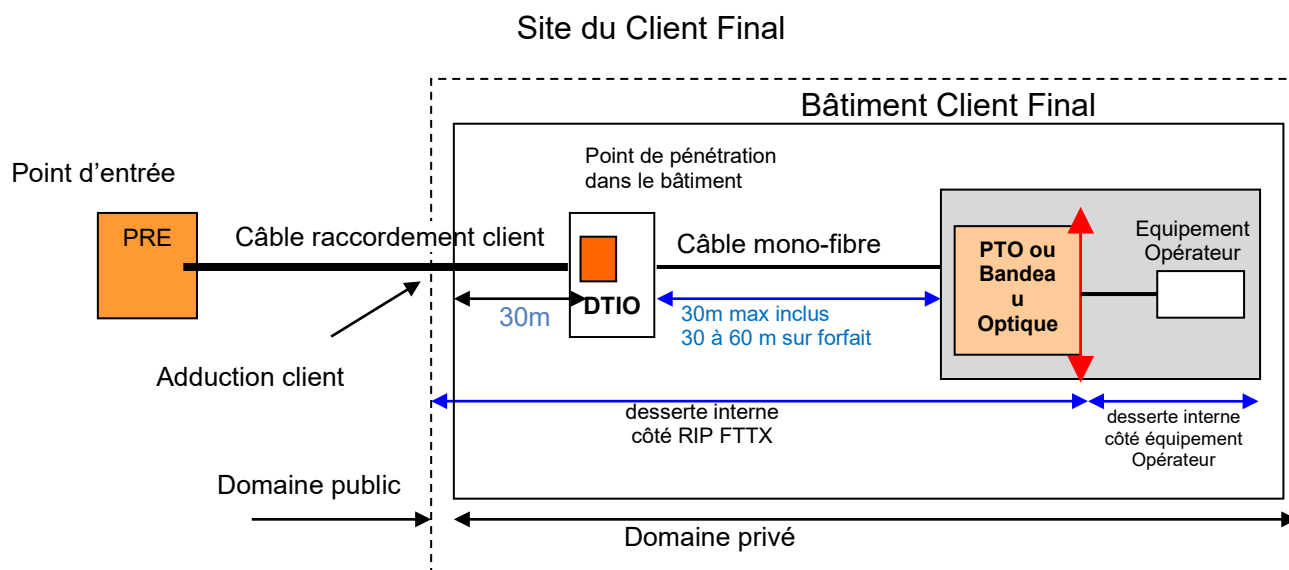 Site du Client Final
Bâtiment Client Final
Point de pénétration
dans le bâtiment
Point d'entrée
PRE
Câble raccordement client
Câble mono-fibre
PTO ou
Bandea
u
Optique
Equipement
Opérateur
30m
DTIO
30m max inclus
30 à 60 m sur forfait
Adduction client
desserte interne
côté RIP FTTX
desserte interne
côté équipement
Opérateur
Domaine public
Domaine privé